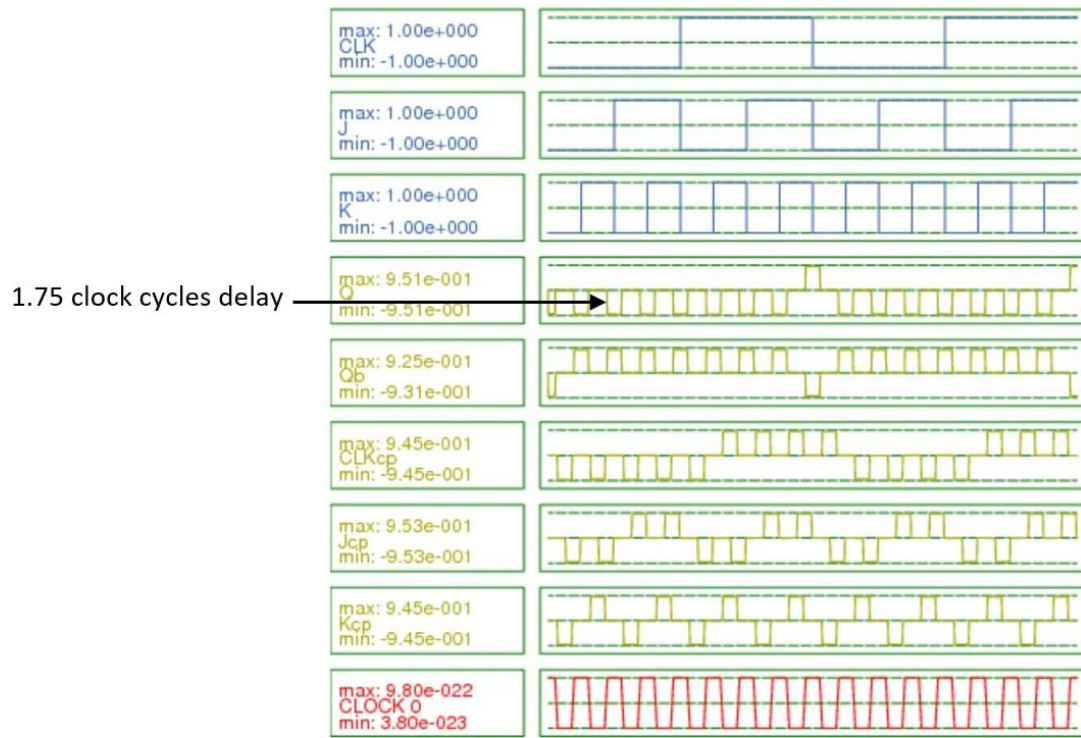 max: 1.00e+000
CLK
min: -1.00e+000
max: 1.00e+000
J
min: -1.00e+000
max: 1.00e+000
K
min: -1.00e+000
1.75 clock cycles delay
max: 9.51e-001
Q
min: -9.51e-001
max: 9.25e-001
Qb
min: -9.31e-001
max: 9.45e-001
CLKcp
min: -9.45e-001
max: 9.53e-001
Jcp
min: -9.53e-001
max: 9.45e-001
Kcp
min: -9.45e-001
max: 9.80e-022
CLOCK 0
min: 3.80e-023